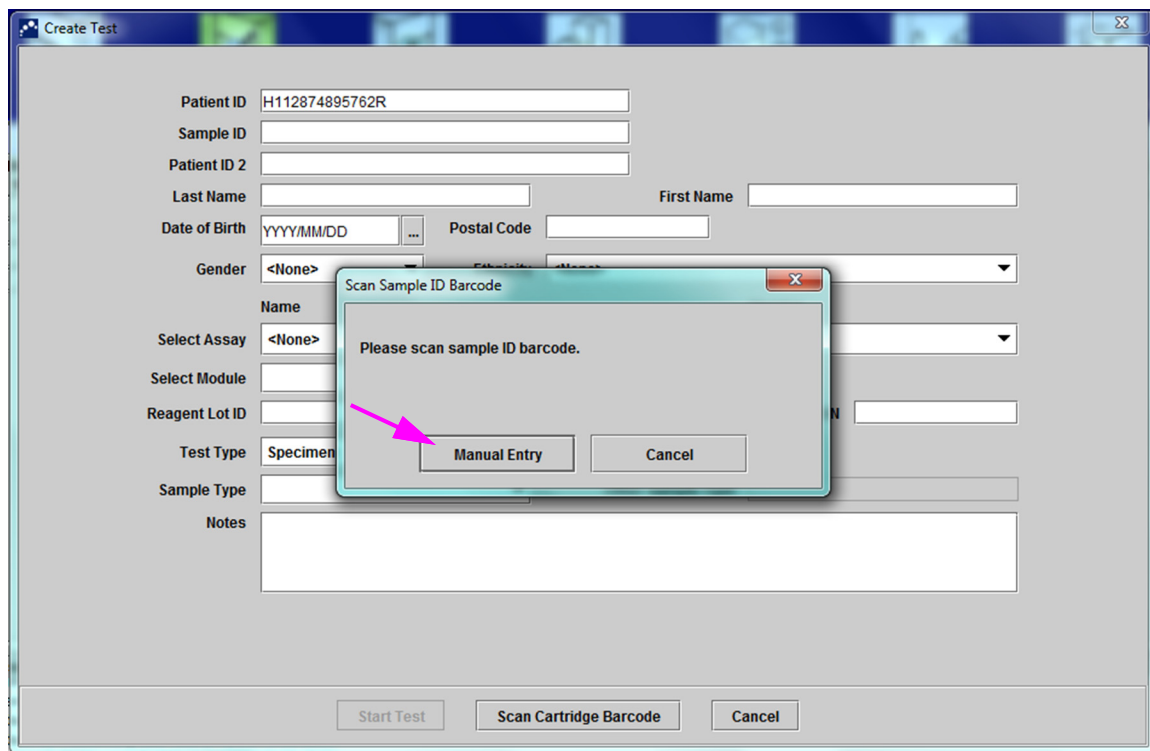 Create Test
Patient ID H112874895762R
Sample ID
Patient ID 2
Last Name First Name
Date of Birth YYYY/MM/DD ... Postal Code
Gender <None> Ethnicity <None>
Scan Sample ID Barcode
Name
Select Assay <None>
Please scan sample ID barcode.
Select Module
Reagent Lot ID N
Test Type Specimen
Manual Entry Cancel
Sample Type
Notes
Start Test Scan Cartridge Barcode Cancel